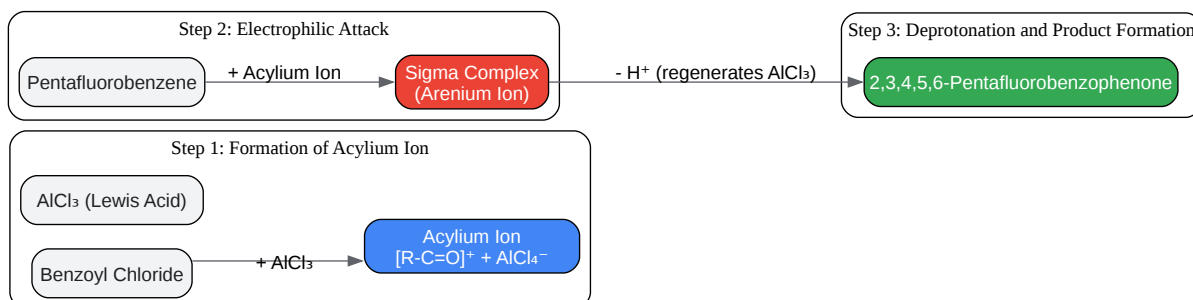 Step 2: Electrophilic Attack
Pentafluorobenzene
+ Acylium Ion
Sigma Complex
(Arenium Ion)
- H⁺ (regenerates AlCl₃)
Step 3: Deprotonation and Product Formation
2,3,4,5,6-Pentafluorobenzophenone
Step 1: Formation of Acylium Ion
AlCl₃ (Lewis Acid)
Benzoyl Chloride
+ AlCl₃
Acylium Ion
[R-C=O]⁺ + AlCl₄⁻